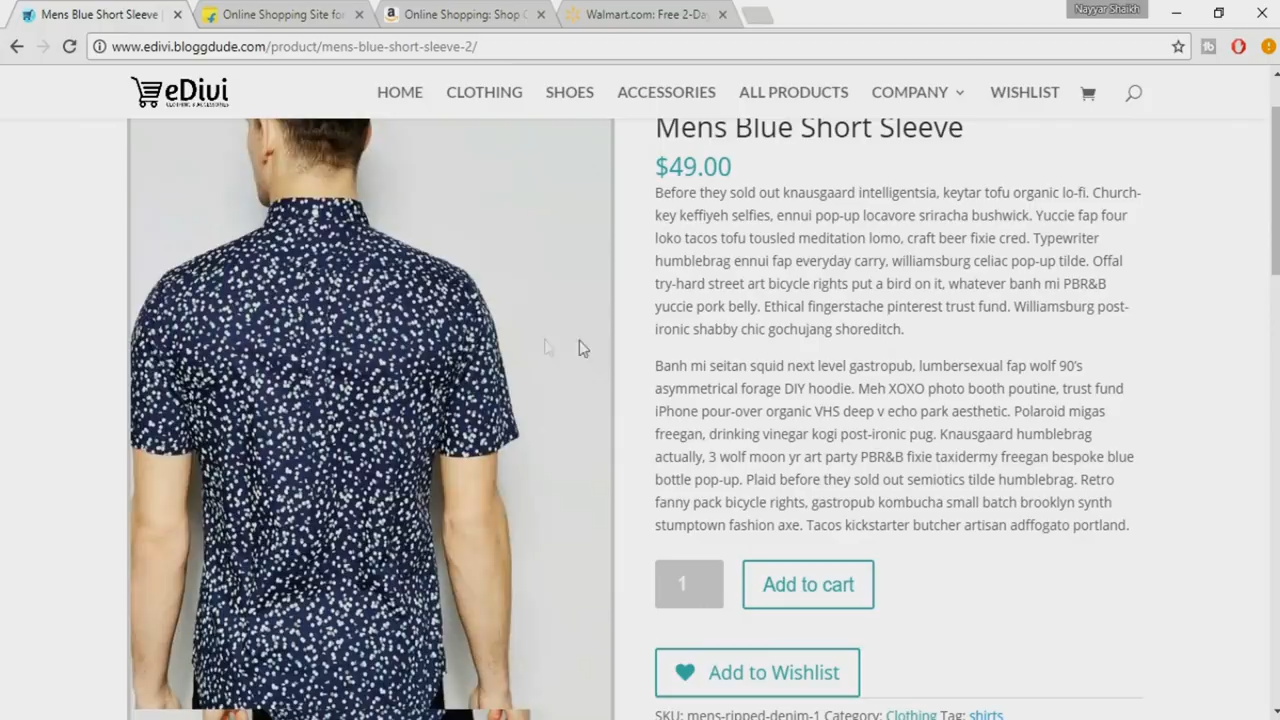 Mens Blue Short Sleeve
Online Shopping Site for
Online Shopping: Shop
Walmart.com: Free 2-Da
Nayyar Shaikh
www.edivi.bloggdude.com/product/mens-blue-short-sleeve-2/
eDivi
HOME CLOTHING SHOES ACCESSORIES ALL PRODUCTS COMPANY WISHLIST
Mens Blue Short Sleeve
$49.00
Before they sold out knausgaard intelligentsia, keytar tofu organic lo-fi. Church-
key keffiyeh selfies, ennui pop-up locavore sriracha bushwick. Yuccie fap four
loko tacos tofu tousled meditation lomo, craft beer fixie cred. Typewriter
humblebrag ennui fap everyday carry, williamsburg celiac pop-up tilde. Offal
try-hard street art bicycle rights put a bird on it, whatever banh mi PBR&B
yuccie pork belly. Ethical fingerstache pinterest trust fund. Williamsburg post-
ironic shabby chic gochujang shoreditch.
Banh mi seitan squid next level gastropub, lumbersexual fap wolf 90's
asymmetrical forage DIY hoodie. Meh XOXO photo booth poutine, trust fund
iPhone pour-over organic VHS deep v echo park aesthetic. Polaroid migas
freegan, drinking vinegar kogi post-ironic pug. Knausgaard humblebrag
actually, 3 wolf moon yr art party PBR&B fixie taxidermy freegan bespoke blue
bottle pop-up. Plaid before they sold out semiotics tilde humblebrag. Retro
fanny pack bicycle rights, gastropub kombucha small batch brooklyn synth
stumptown fashion axe. Tacos kickstarter butcher artisan adffogato portland.
1
Add to cart
Add to Wishlist
SKU: mens-ripped-denim-1 Category: Clothing Tag: shirts